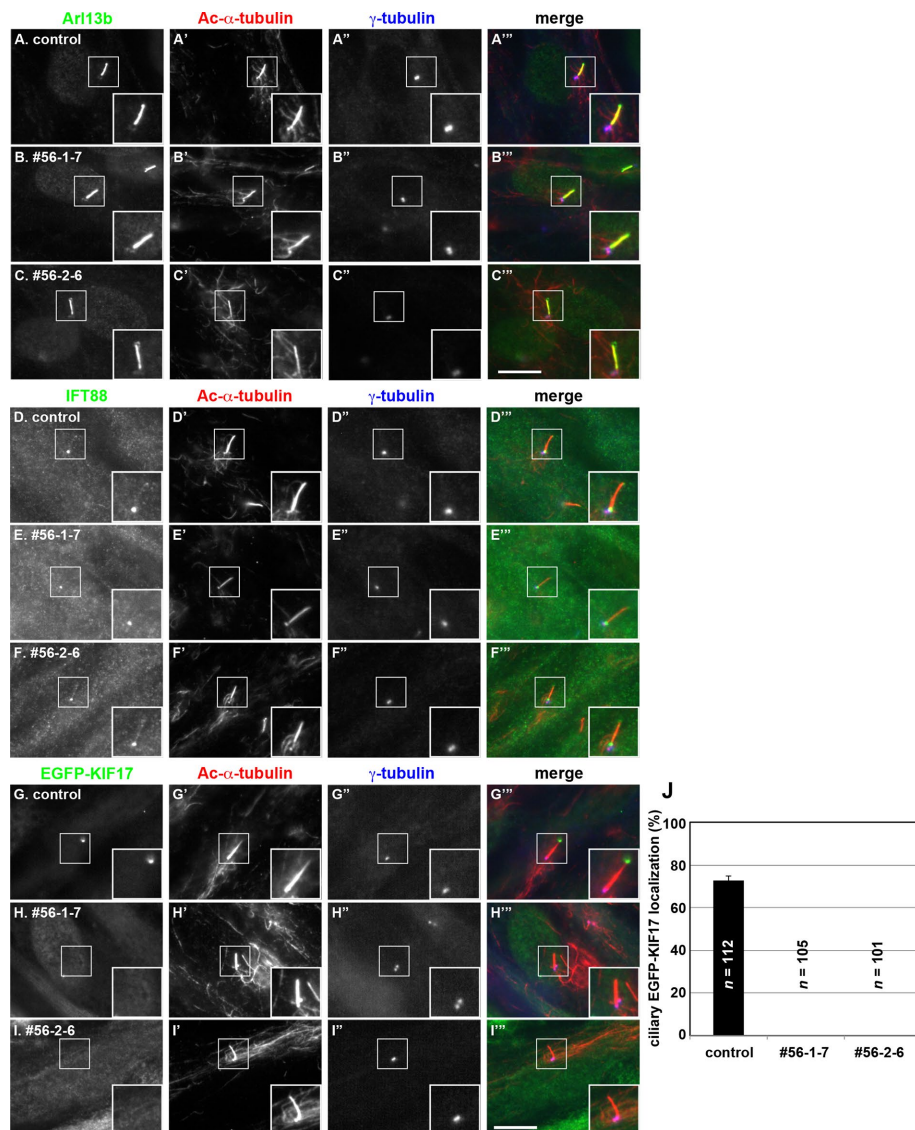 Arl13b Ac-α-tubulin γ-tubulin merge
A. control A' A" A'"
B. #56-1-7 B' B" B'"
C. #56-2-6 C' C" C'"
IFT88 Ac-α-tubulin γ-tubulin merge
D. control D' D" D'"
E. #56-1-7 E' E" E'"
F. #56-2-6 F' F" F'"
EGFP-KIF17 Ac-α-tubulin γ-tubulin merge
G. control G' G" G'"
H. #56-1-7 H' H" H'"
I. #56-2-6 I' I" I'"
J
ciliary EGFP-KIF17 localization (%)
100
80
60
40
20
0
n = 112
n = 105
n = 101
control #56-1-7 #56-2-6